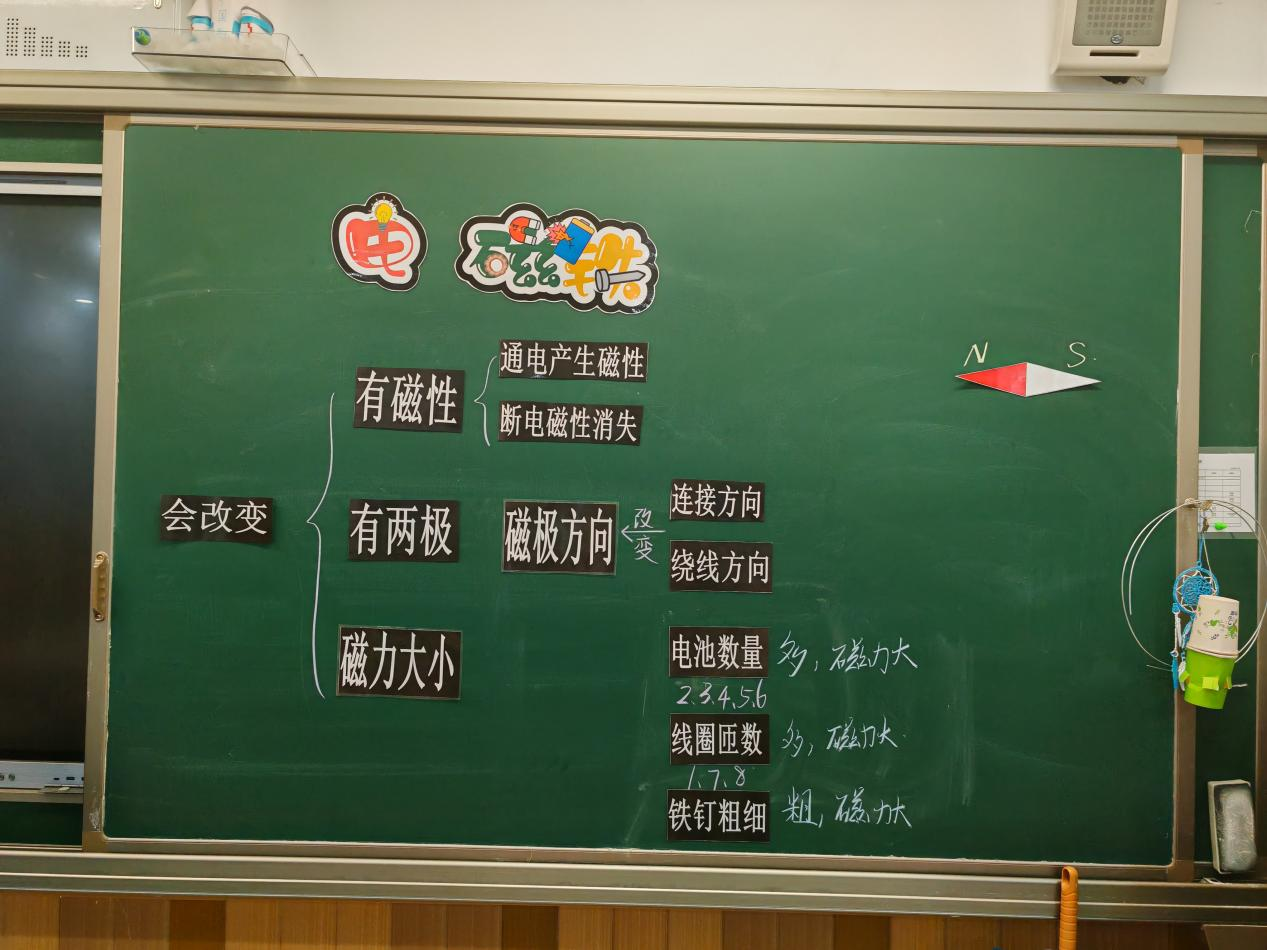 电 磁铁
N S.
有磁性
通电产生磁性
断电磁性消失
会改变
有两极
磁极方向
改变
连接方向
绕线方向
磁力大小
电池数量 多，磁力大
2.3.4.5.6
线圈匝数 多，磁力大.
1.7.8
铁钉粗细 粗，磁力大